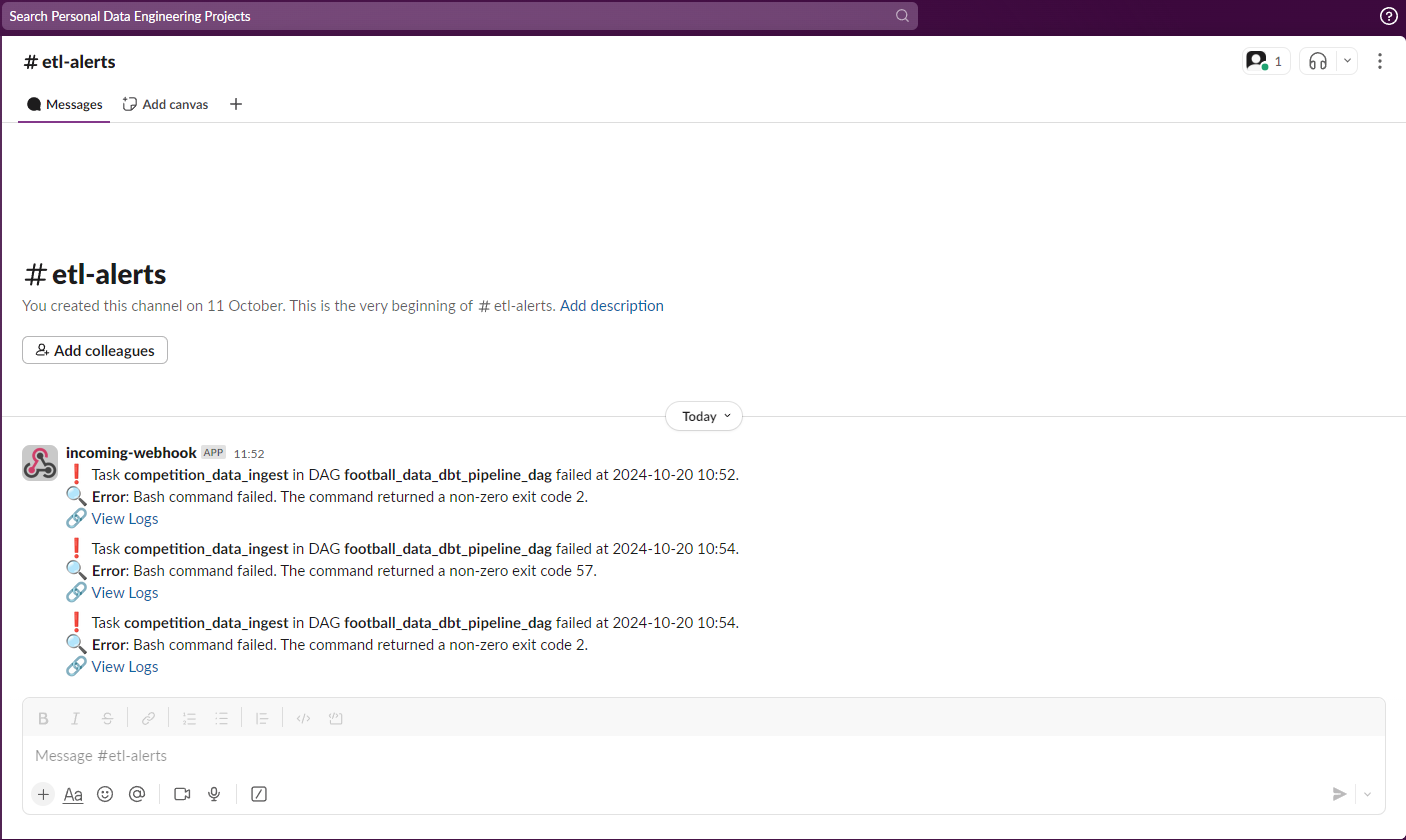 Search Personal Data Engineering Projects
# etl-alerts
1
Messages
Add canvas
# etl-alerts
You created this channel on 11 October. This is the very beginning of # etl-alerts. Add description
Add colleagues
Today
incoming-webhook APP 11:52
❗ Task competition_data_ingest in DAG football_data_dbt_pipeline_dag failed at 2024-10-20 10:52.
🔍 Error: Bash command failed. The command returned a non-zero exit code 2.
🔗 View Logs
❗ Task competition_data_ingest in DAG football_data_dbt_pipeline_dag failed at 2024-10-20 10:54.
🔍 Error: Bash command failed. The command returned a non-zero exit code 57.
🔗 View Logs
❗ Task competition_data_ingest in DAG football_data_dbt_pipeline_dag failed at 2024-10-20 10:54.
🔍 Error: Bash command failed. The command returned a non-zero exit code 2.
🔗 View Logs
B I S
Message #etl-alerts
+ Aa @